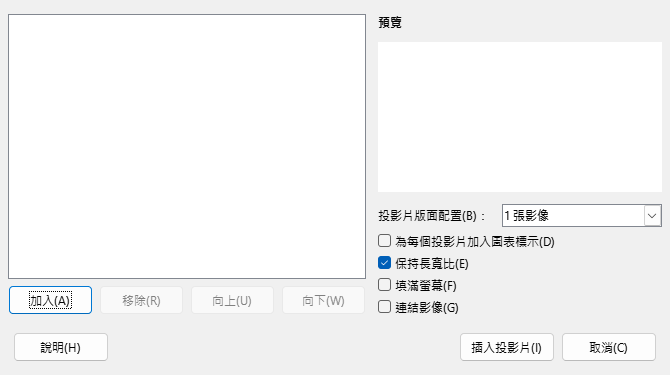 預覽
投影片版面配置(B)：
1 張影像
為每個投影片加入圖表標示(D)
保持長寬比(E)
填滿螢幕(F)
連結影像(G)
加入(A)
移除(R)
向上(U)
向下(W)
說明(H)
插入投影片(I)
取消(C)